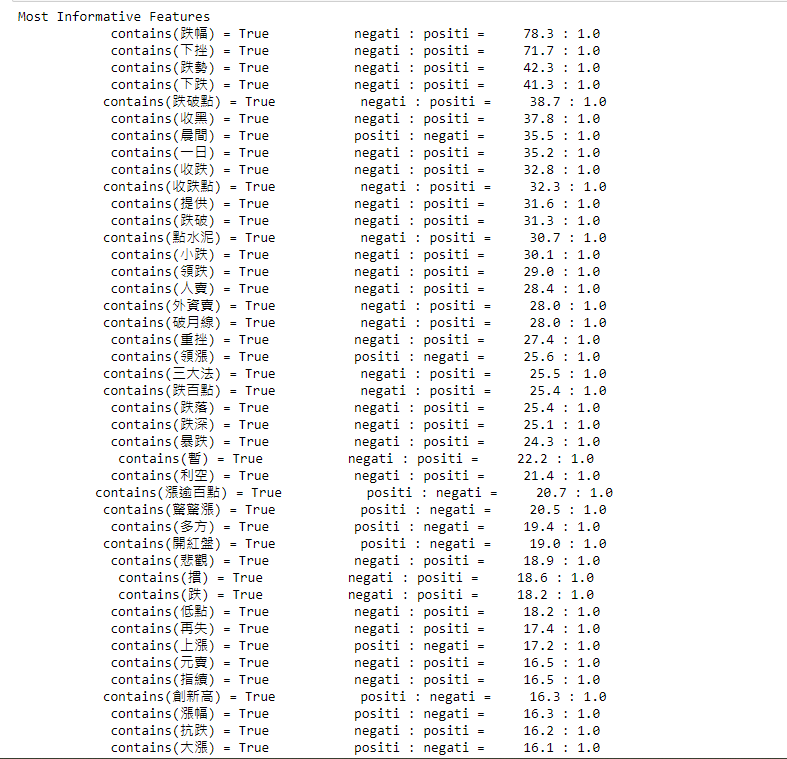 Most Informative Features
contains(跌幅) = True negati : positi = 78.3 : 1.0
contains(下挫) = True negati : positi = 71.7 : 1.0
contains(跌勢) = True negati : positi = 42.3 : 1.0
contains(下跌) = True negati : positi = 41.3 : 1.0
contains(跌破點) = True negati : positi = 38.7 : 1.0
contains(收黑) = True negati : positi = 37.8 : 1.0
contains(晨間) = True positi : negati = 35.5 : 1.0
contains(一日) = True negati : positi = 35.2 : 1.0
contains(收跌) = True negati : positi = 32.8 : 1.0
contains(收跌點) = True negati : positi = 32.3 : 1.0
contains(提供) = True negati : positi = 31.6 : 1.0
contains(跌破) = True negati : positi = 31.3 : 1.0
contains(點水泥) = True negati : positi = 30.7 : 1.0
contains(小跌) = True negati : positi = 30.1 : 1.0
contains(領跌) = True negati : positi = 29.0 : 1.0
contains(人賣) = True negati : positi = 28.4 : 1.0
contains(外資賣) = True negati : positi = 28.0 : 1.0
contains(破月線) = True negati : positi = 28.0 : 1.0
contains(重挫) = True negati : positi = 27.4 : 1.0
contains(領漲) = True positi : negati = 25.6 : 1.0
contains(三大法) = True negati : positi = 25.5 : 1.0
contains(跌百點) = True negati : positi = 25.4 : 1.0
contains(跌落) = True negati : positi = 25.4 : 1.0
contains(跌深) = True negati : positi = 25.1 : 1.0
contains(暴跌) = True negati : positi = 24.3 : 1.0
contains(暫) = True negati : positi = 22.2 : 1.0
contains(利空) = True negati : positi = 21.4 : 1.0
contains(漲逾百點) = True positi : negati = 20.7 : 1.0
contains(驚驚漲) = True positi : negati = 20.5 : 1.0
contains(多方) = True positi : negati = 19.4 : 1.0
contains(開紅盤) = True positi : negati = 19.0 : 1.0
contains(悲觀) = True negati : positi = 18.9 : 1.0
contains(摜) = True negati : positi = 18.6 : 1.0
contains(跌) = True negati : positi = 18.2 : 1.0
contains(低點) = True negati : positi = 18.2 : 1.0
contains(再失) = True negati : positi = 17.4 : 1.0
contains(上漲) = True positi : negati = 17.2 : 1.0
contains(元賣) = True negati : positi = 16.5 : 1.0
contains(指續) = True negati : positi = 16.5 : 1.0
contains(創新高) = True positi : negati = 16.3 : 1.0
contains(漲幅) = True positi : negati = 16.3 : 1.0
contains(抗跌) = True negati : positi = 16.2 : 1.0
contains(大漲) = True positi : negati = 16.1 : 1.0